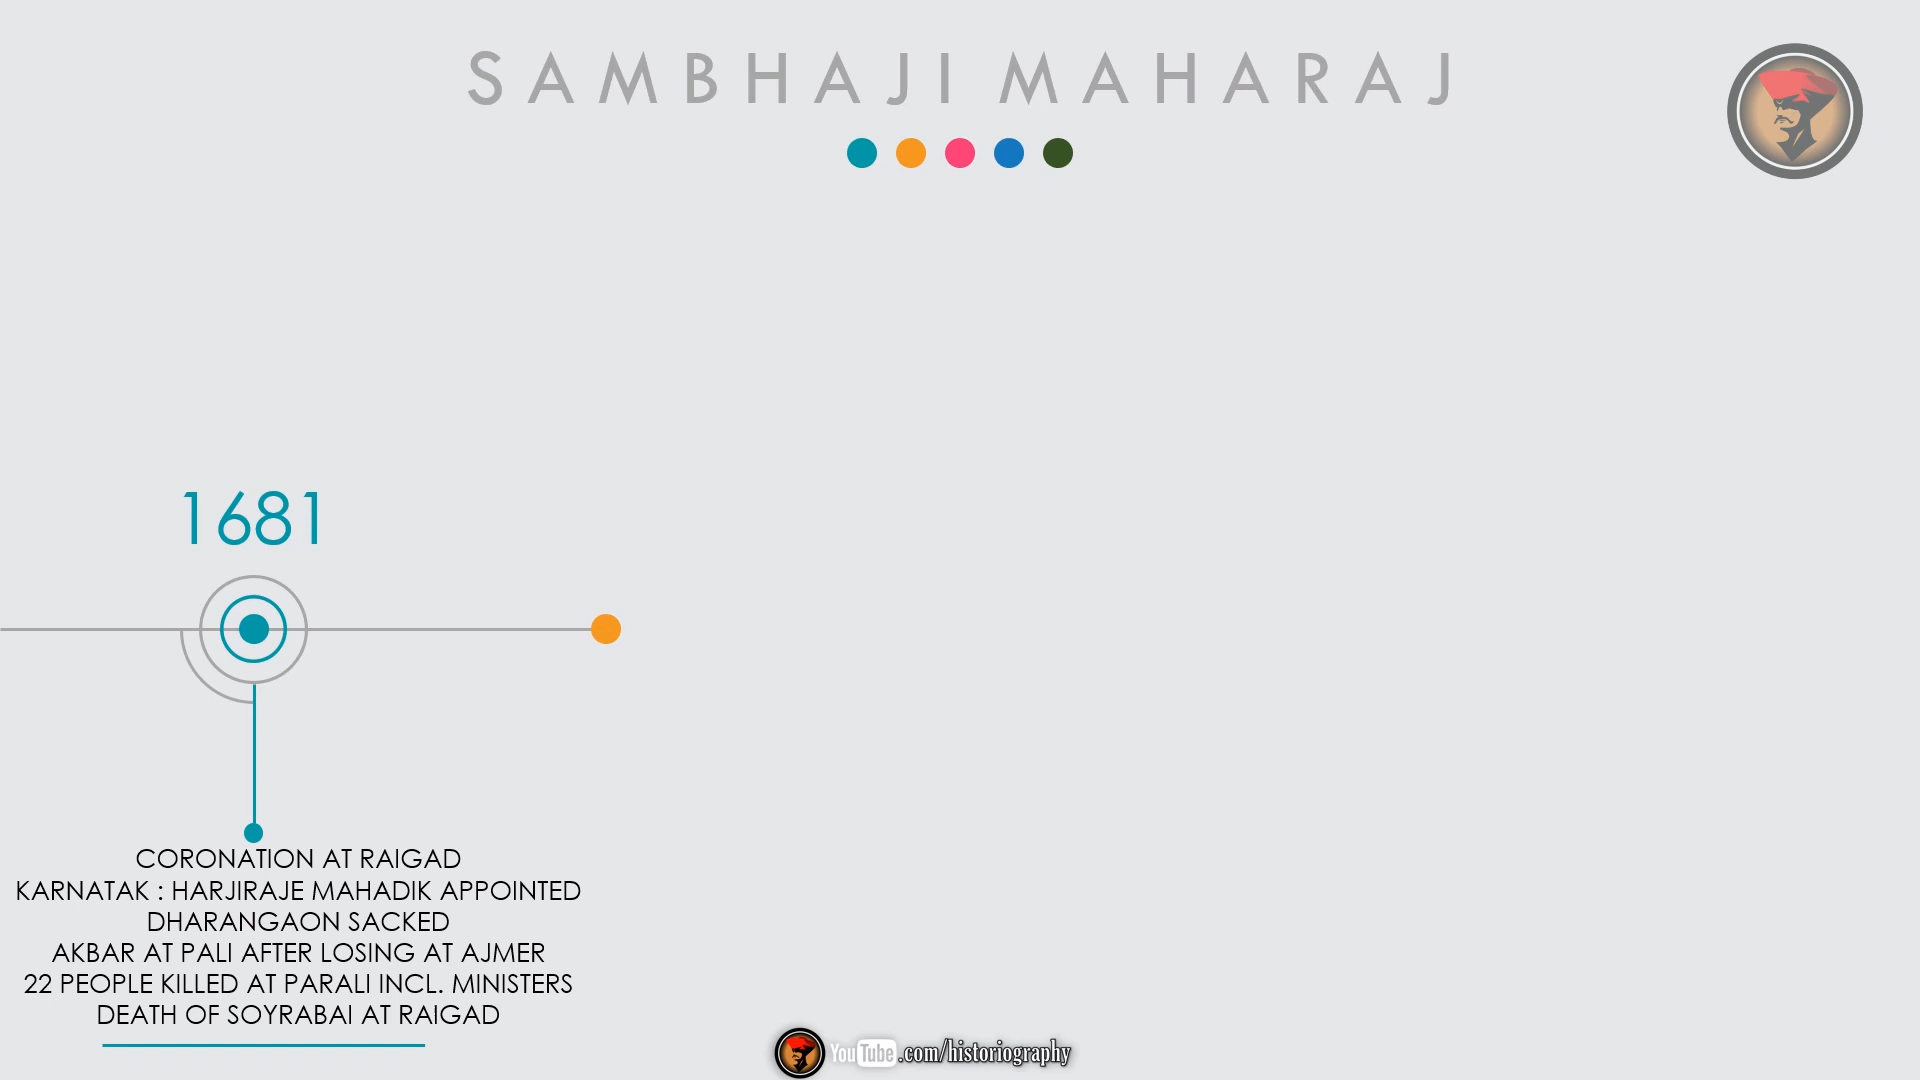 SAMBHAJI MAHARAJ
1681
CORONATION AT RAIGAD
KARNATAK : HARJIRAJE MAHADIK APPOINTED
DHARANGAON SACKED
AKBAR AT PALI AFTER LOSING AT AJMER
22 PEOPLE KILLED AT PARALI INCL. MINISTERS
DEATH OF SOYRABAI AT RAIGAD
YouTube.com/historiography